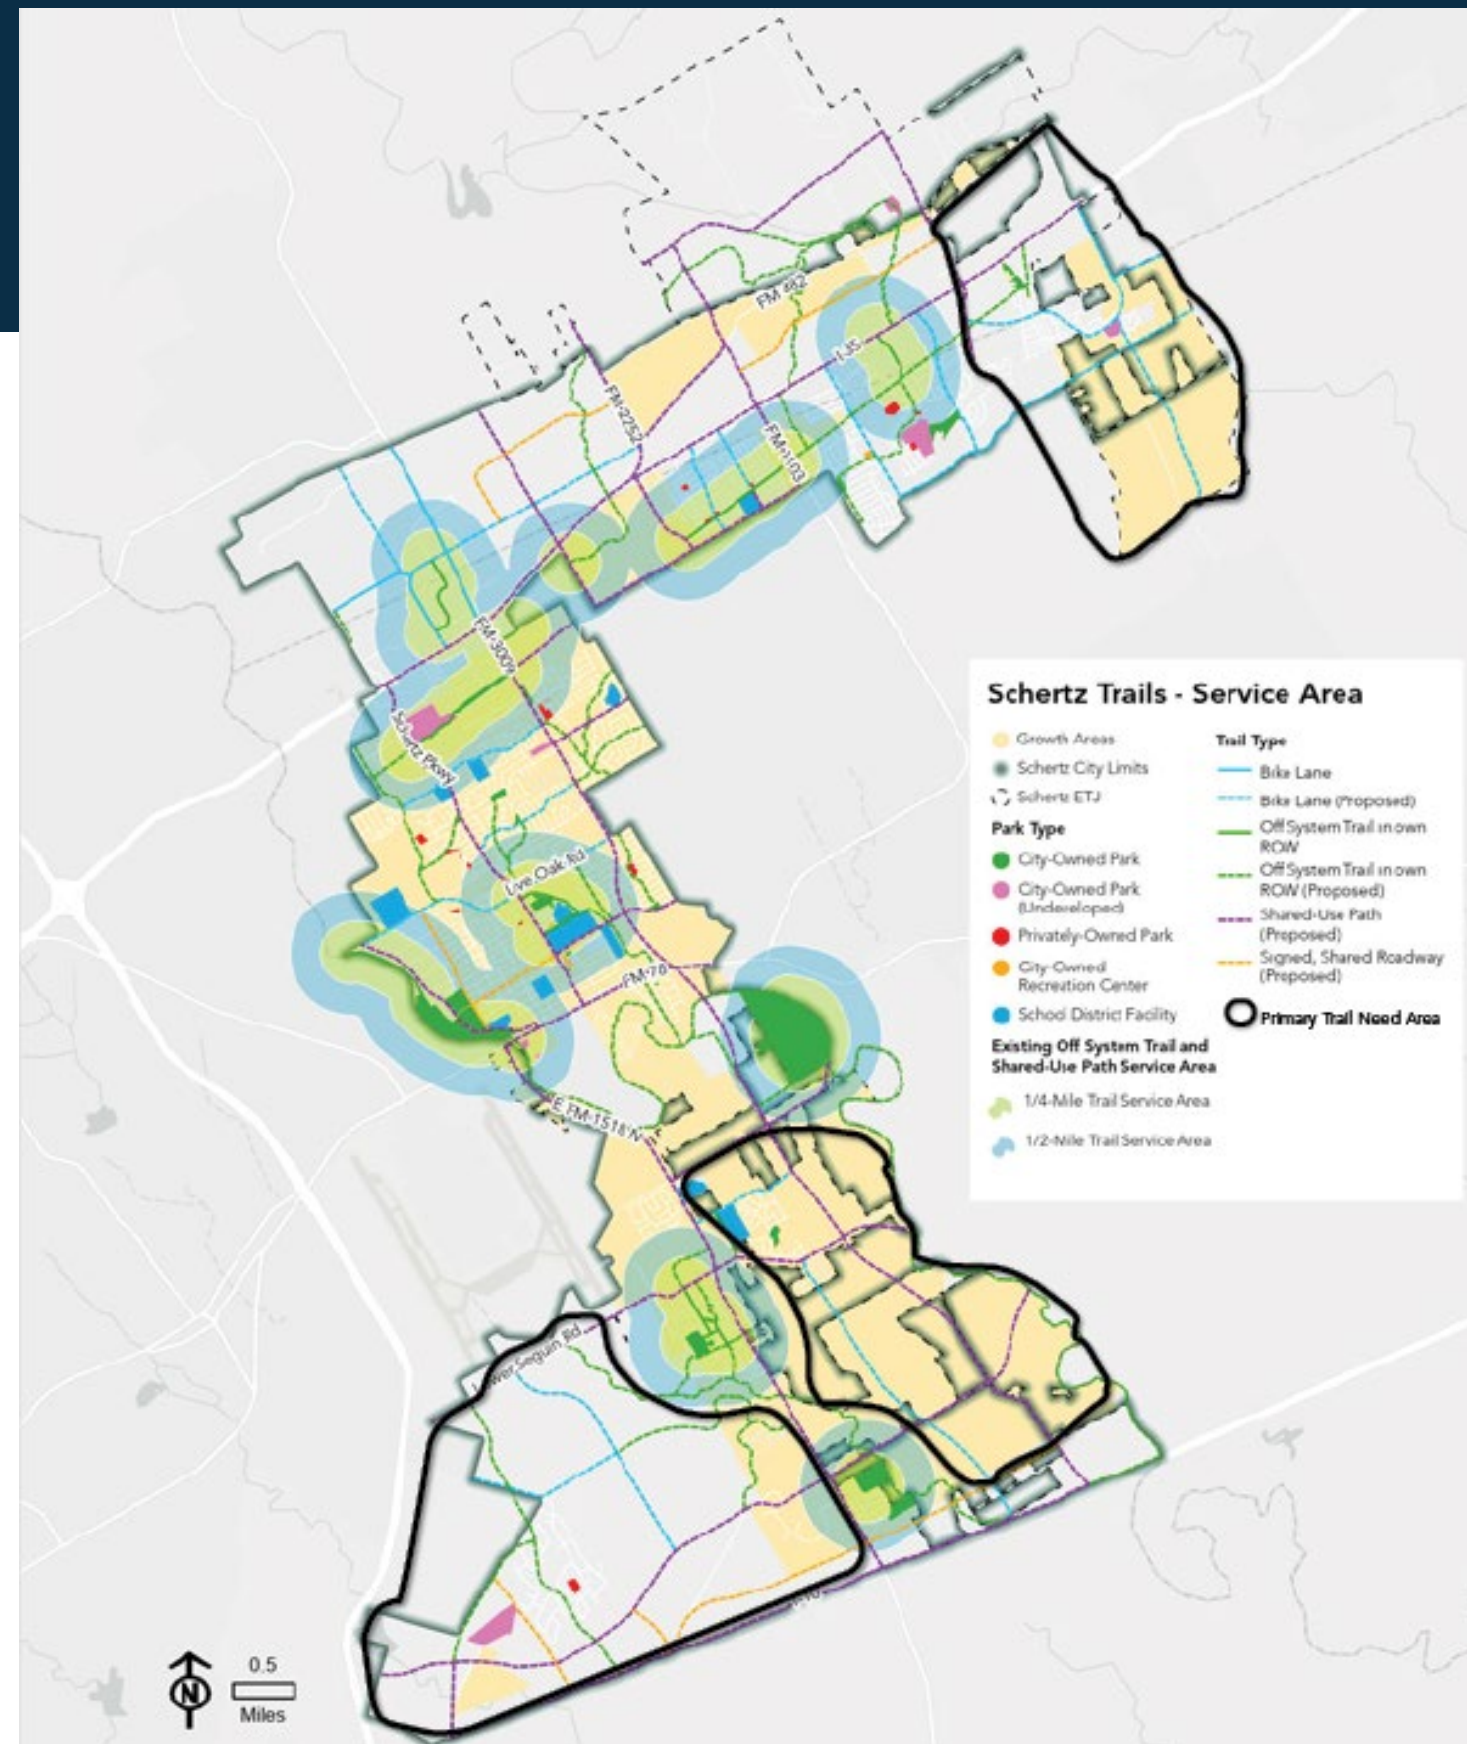 FM 482
I-35
FM-2252
FM-1103
FM-3009
Schertz Pkwy
Live Oak Rd
FM-78
E FM-1518 N
Lower Seguin Rd
I-10
Schertz Trails - Service Area
Growth Areas
Schertz City Limits
Schertz ETJ
Park Type
City-Owned Park
City-Owned Park
(Undereloped)
Privately-Owned Park
City-Owned
Recreation Center
School District Facility
Existing Off System Trail and
Shared-Use Path Service Area
1/4-Mile Trail Service Area
1/2-Mile Trail Service Area
Trail Type
Bike Lane
Bike Lane (Proposed)
Off System Trail in own
ROW
Off System Trail in own
ROW (Proposed)
Shared-Use Path
(Proposed)
Signed, Shared Roadway
(Proposed)
Primary Trail Need Area
N
0.5
Miles